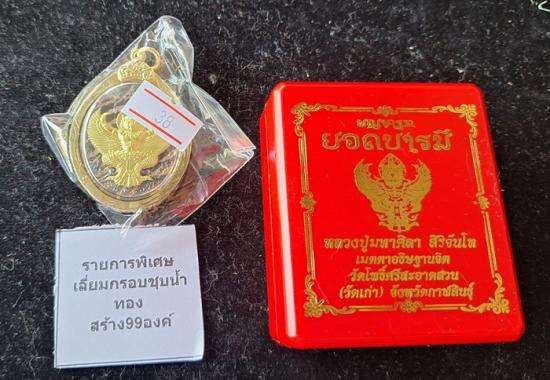 38
รายการพิเศษ
เลี่ยมกรอบชุบน้ำ
ทอง
สร้าง99องค์
พญาครุฑ
ยอดบารมี
หลวงปู่มหาศิลา สิริจันโท
เมตตาอธิษฐานจิต
วัดโพธิ์ศรีสะอาดสวน
(วัดเก่า) จังหวัดกาฬสินธุ์